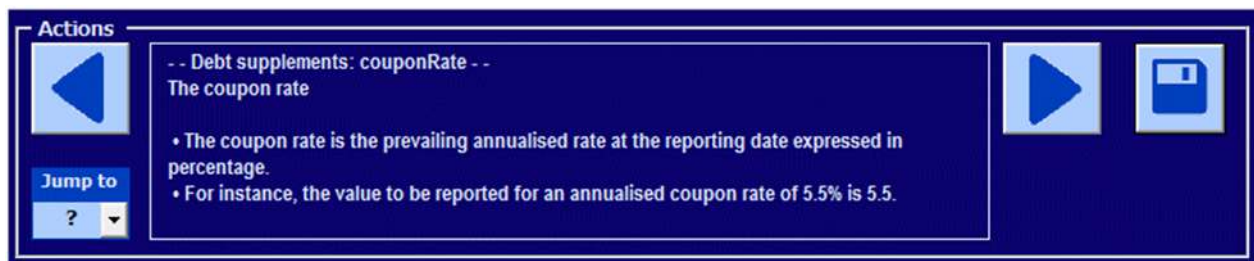 Actions
- - Debt supplements: couponRate - -
The coupon rate
• The coupon rate is the prevailing annualised rate at the reporting date expressed in
percentage.
• For instance, the value to be reported for an annualised coupon rate of 5.5% is 5.5.
Jump to
?